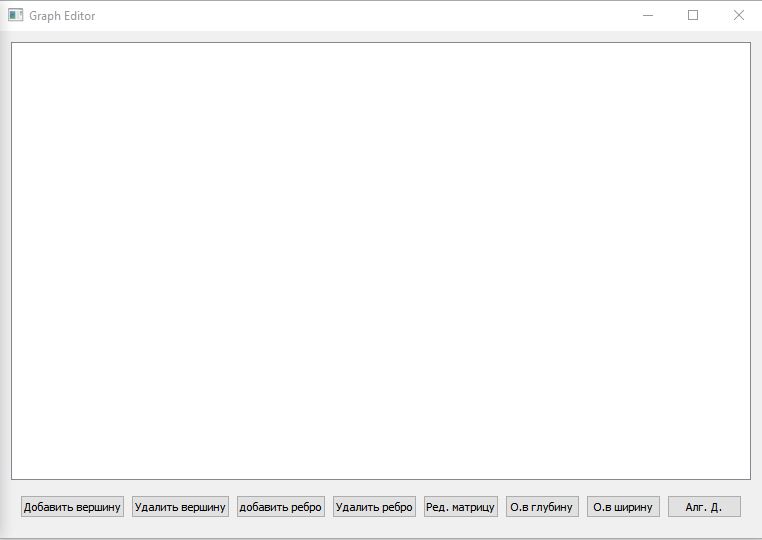 Graph Editor
Добавить вершину Удалить вершину добавить ребро Удалить ребро Ред. матрицу О.в глубину О.в ширину Алг. Д.